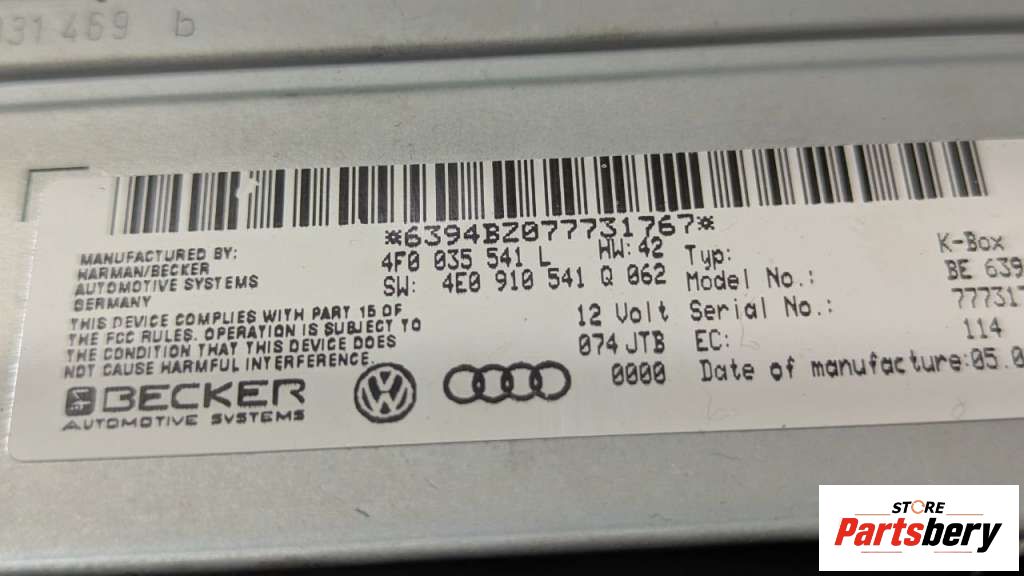 031469 b
*6394BZ077731767*
MANUFACTURED BY:
HARMAN/BECKER
AUTOMOTIVE SYSTEMS
GERMANY
4F0 035 541 L HW:42
SW: 4E0 910 541 Q 062
Typ: K-Box
Model No.: BE 639
12 Volt Serial No.: 77731
074 JTB EC: 114
0000 Date of manufacture:05.0
THIS DEVICE COMPLIES WITH PART 15 OF
THE FCC RULES. OPERATION IS SUBJECT TO
THE CONDITION THAT THIS DEVICE DOES
NOT CAUSE HARMFUL INTERFERENCE.
BECKER
AUTOMOTIVE SYSTEMS
STORE
Partsbery